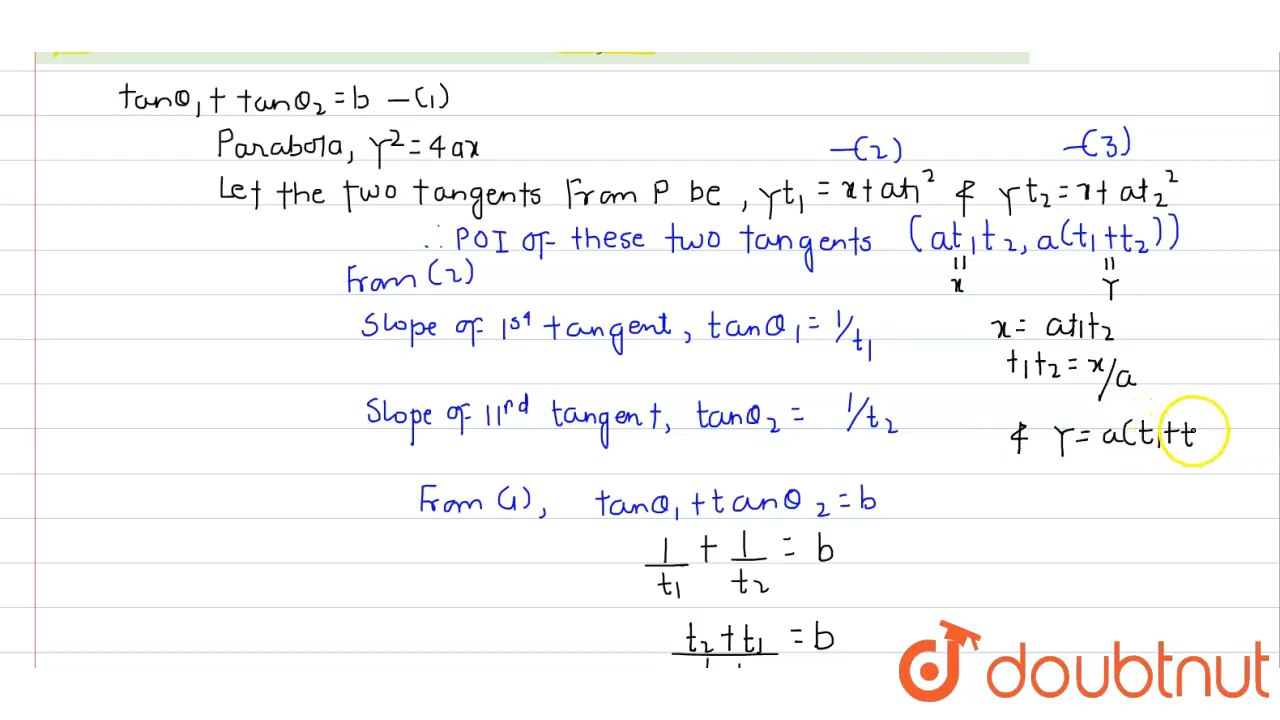 tanθ₁ + tanθ₂ = b —(1)
Parabola, Y² = 4ax
—(2) —(3)
Let the two tangents From P be, yt₁ = x + at₁² & yt₂ = x + at₂²
∴ POI of these two tangents (at₁t₂, a(t₁+t₂))
From (2)
x Y
Slope of 1st tangent, tanθ₁ = 1/t₁
x = at₁t₂
t₁t₂ = x/a
Slope of IIrd tangent, tanθ₂ = 1/t₂
& Y = a(t₁+t
From (1), tanθ₁ + tanθ₂ = b
1/t₁ + 1/t₂ = b
t₂ + t₁ = b
doubtnut